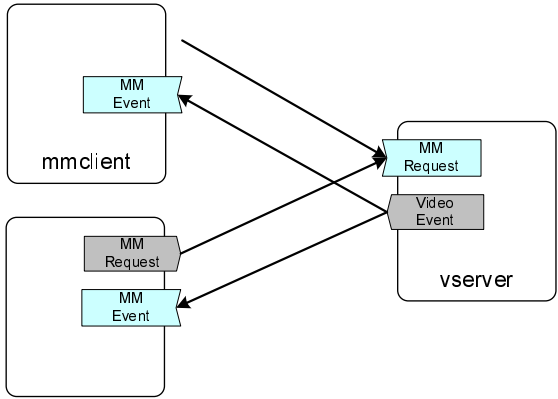 MM
Event
mmclient
MM
Request
Video
Event
vserver
MM
Request
MM
Event